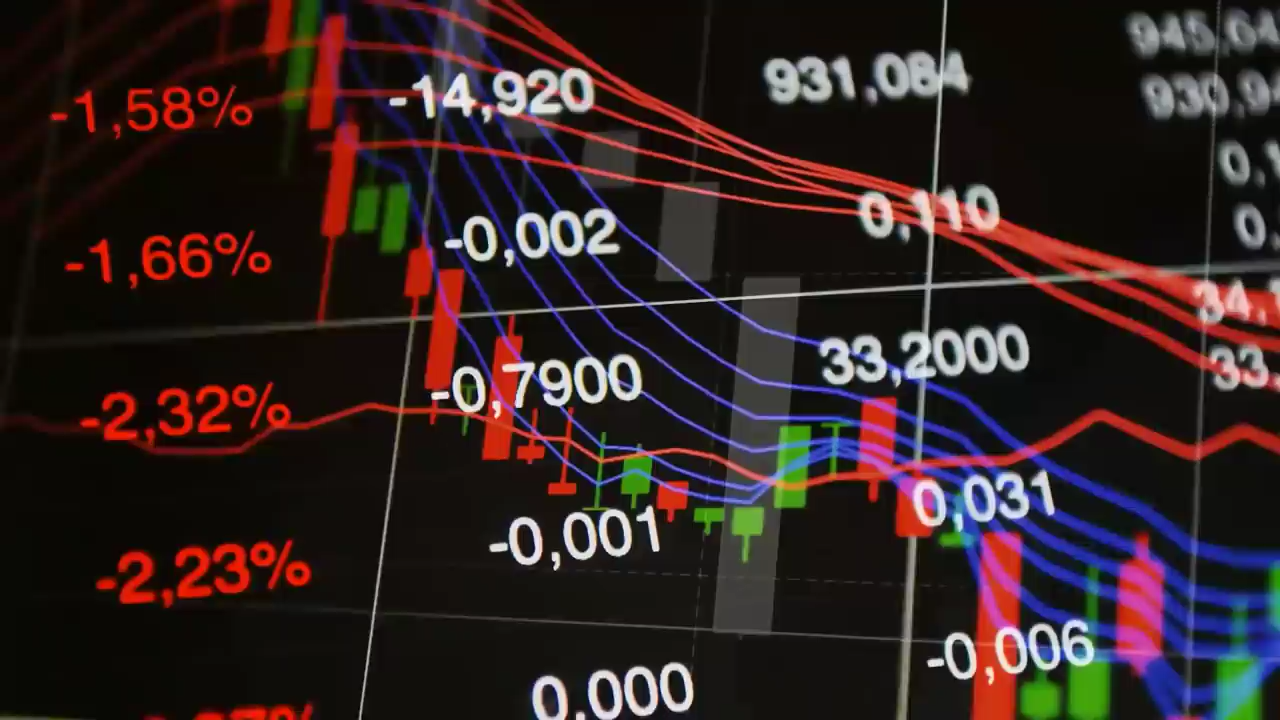 -1,58% -14,920 931,084
-1,66% -0,002 0,110
-2,32% -0,7900 33,2000
-2,23% -0,001 0,031
0,000 -0,006